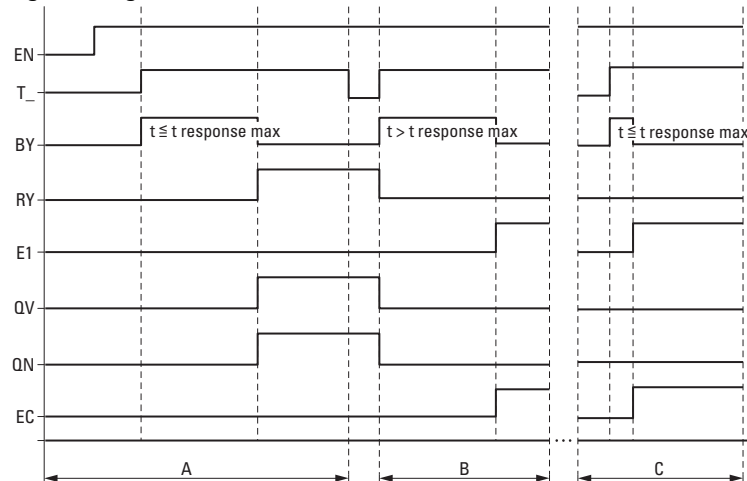 EN
T_
BY
t ≦ t response max
t > t response max
t ≦ t response max
RY
E1
QV
QN
EC
...
A
B
C